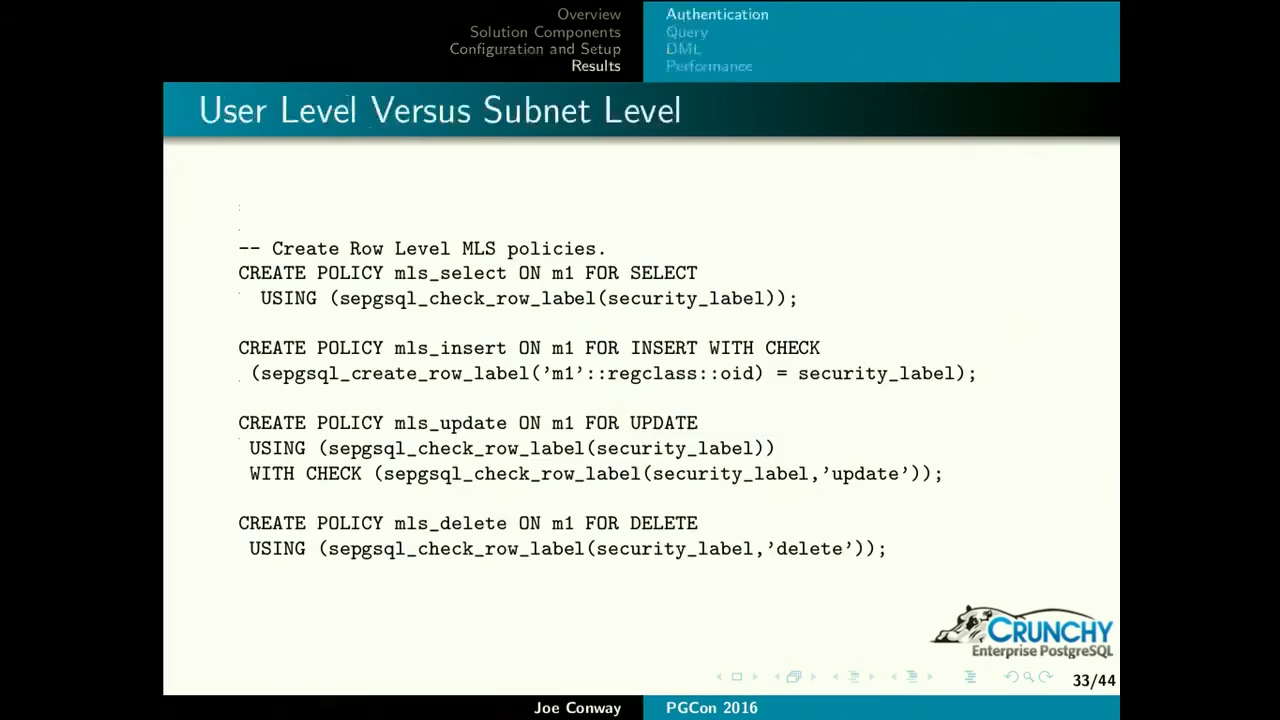 Overview
Solution Components
Configuration and Setup
Results
Authentication
Query
DML
Performance
User Level Versus Subnet Level
-- Create Row Level MLS policies.
CREATE POLICY mls_select ON m1 FOR SELECT
USING (sepgsql_check_row_label(security_label));
CREATE POLICY mls_insert ON m1 FOR INSERT WITH CHECK
(sepgsql_create_row_label('m1'::regclass::oid) = security_label);
CREATE POLICY mls_update ON m1 FOR UPDATE
USING (sepgsql_check_row_label(security_label))
WITH CHECK (sepgsql_check_row_label(security_label,'update'));
CREATE POLICY mls_delete ON m1 FOR DELETE
USING (sepgsql_check_row_label(security_label,'delete'));
CRUNCHY
Enterprise PostgreSQL
33/44
Joe Conway
PGCon 2016